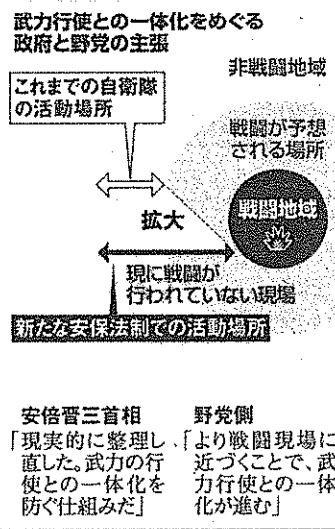 武力行使との一体化をめぐる
政府と野党の主張
非戦闘地域
これまでの自衛隊
の活動場所
戦闘が予想
される場所
戦闘地域
拡大
現に戦闘が
行われていない現場
新たな安保法制での活動場所
安倍晋三首相
「現実的に整理し
直した。武力の行
使との一体化を
防ぐ仕組みだ」
野党側
「より戦闘現場に
近づくことで、武
力行使との一体
化が進む」